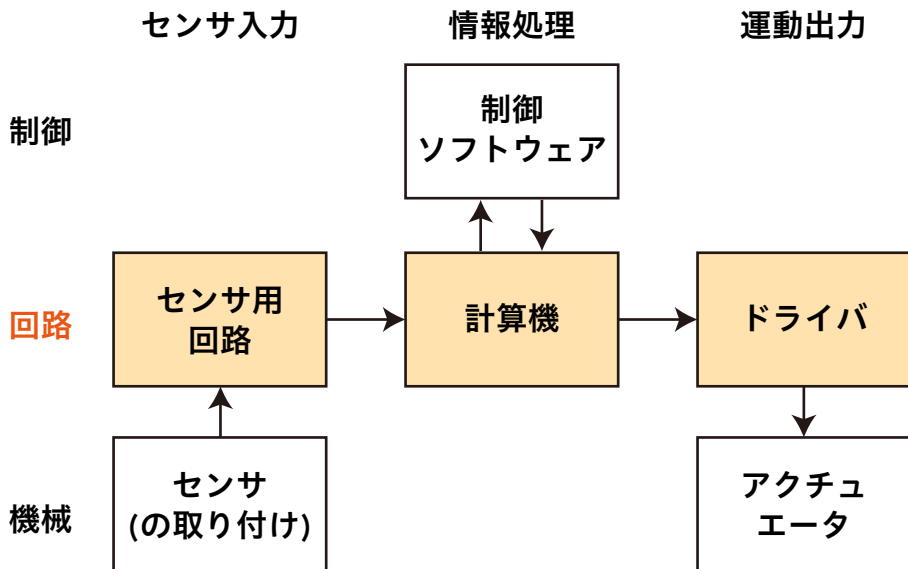 センサ入力
情報処理
運動出力
制御
制御
ソフトウェア
回路
センサ用
回路
計算機
ドライバ
機械
センサ
(の取り付け)
アクチュ
エータ